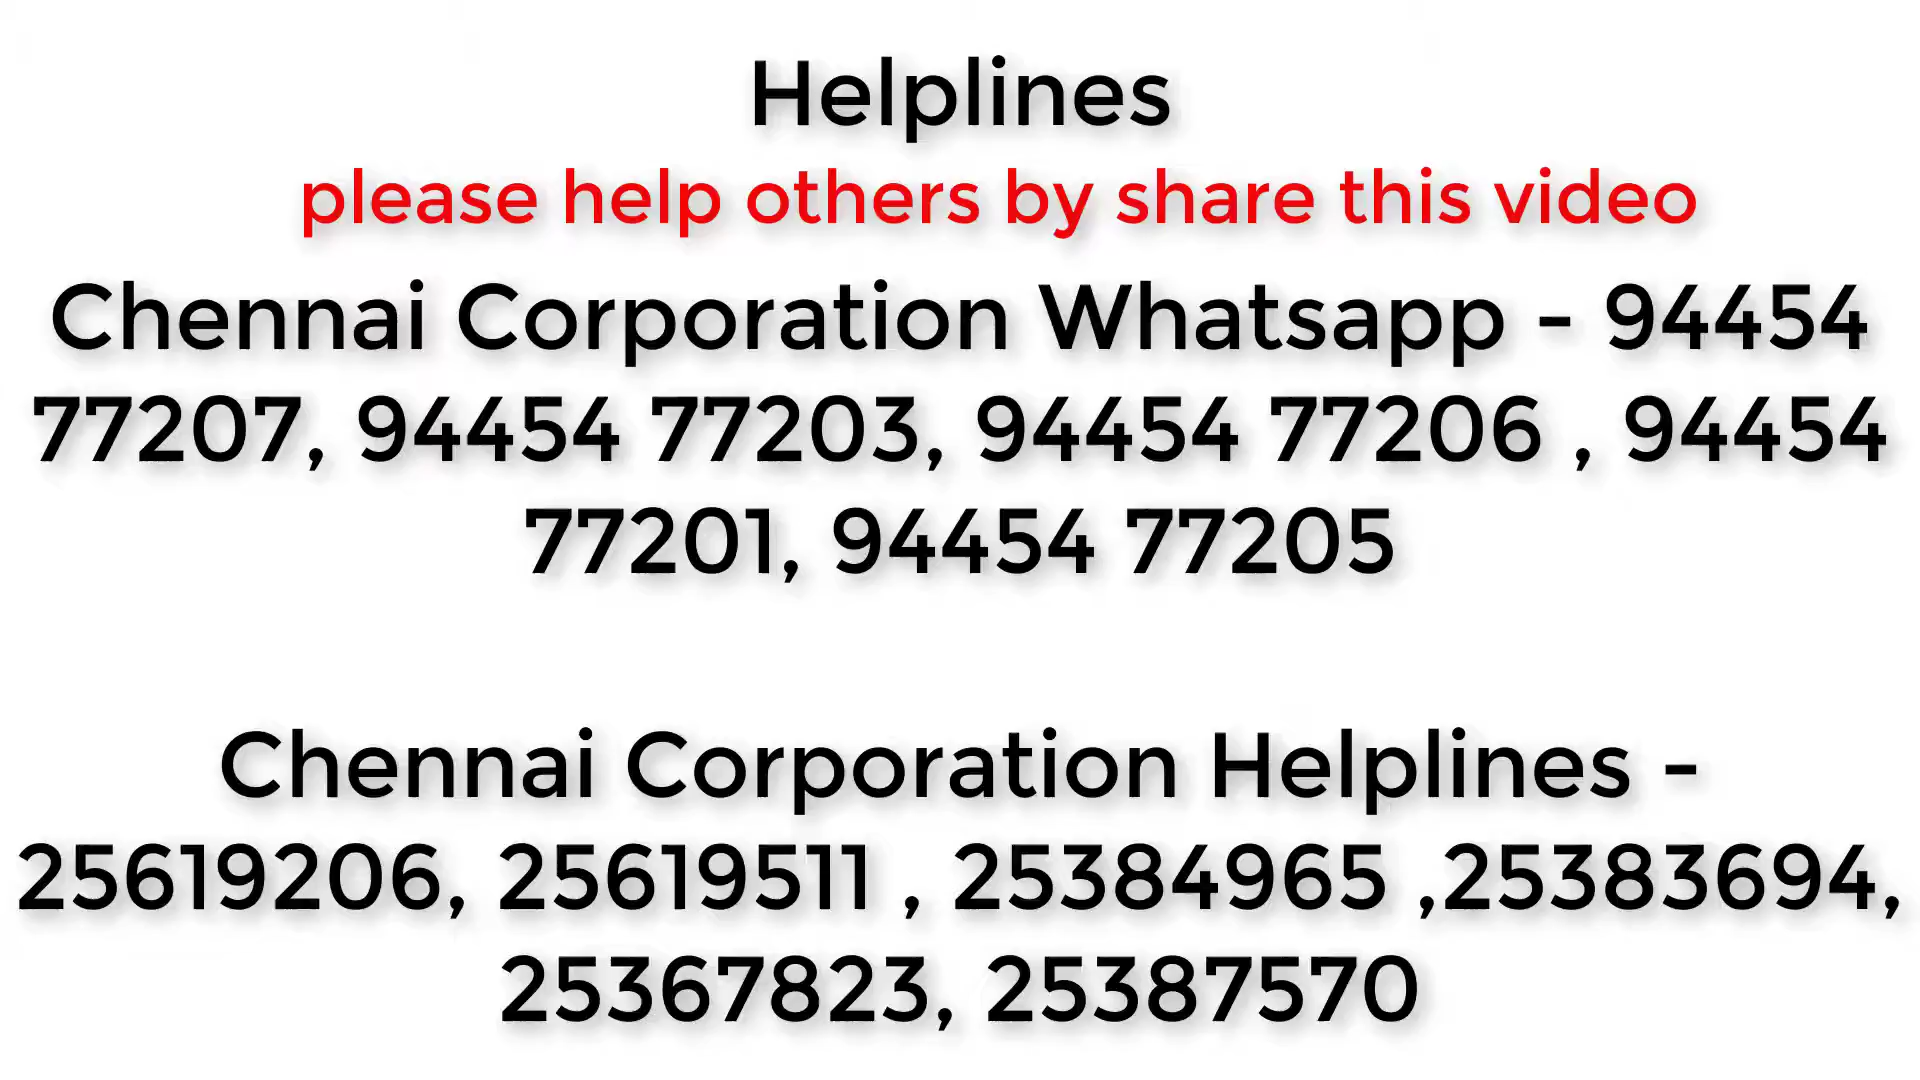 Helplines
please help others by share this video
Chennai Corporation Whatsapp - 94454
77207, 94454 77203, 94454 77206 , 94454
77201, 94454 77205
Chennai Corporation Helplines -
25619206, 25619511 , 25384965 ,25383694,
25367823, 25387570